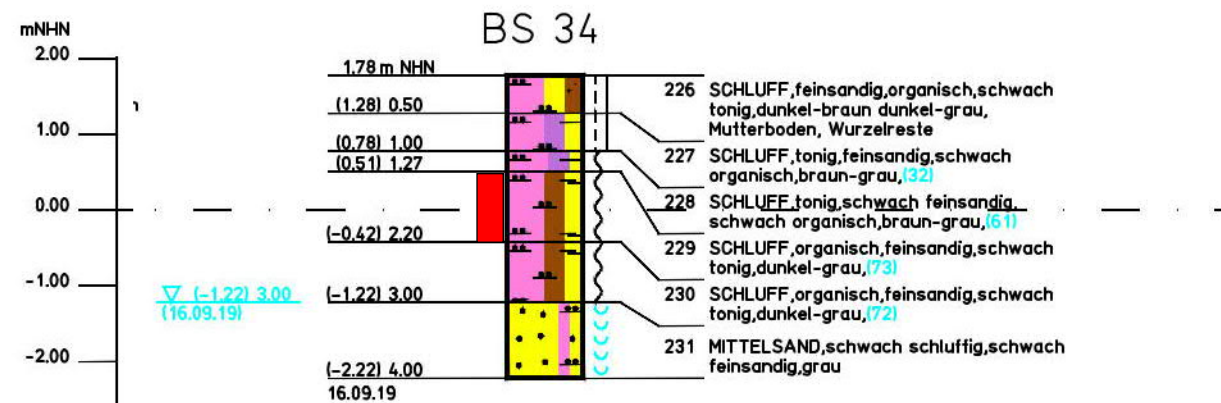 BS 34
mNHN
2.00
1.00
0.00
-1.00
-2.00
1.78 m NHN
(1.28) 0.50
(0.78) 1.00
(0.51) 1.27
(-0.42) 2.20
(-1.22) 3.00
(-2.22) 4.00
16.09.19
(-1.22) 3.00
(16.09.19)
226 SCHLUFF,feinsandig,organisch,schwach
tonig,dunkel-braun dunkel-grau,
Mutterboden, Wurzelreste
227 SCHLUFF,tonig,feinsandig,schwach
organisch,braun-grau,(32)
228 SCHLUFF,tonig,schwach feinsandig,
schwach organisch,braun-grau,(61)
229 SCHLUFF,organisch,feinsandig,schwach
tonig,dunkel-grau,(73)
230 SCHLUFF,organisch,feinsandig,schwach
tonig,dunkel-grau,(72)
231 MITTELSAND,schwach schluffig,schwach
feinsandig,grau